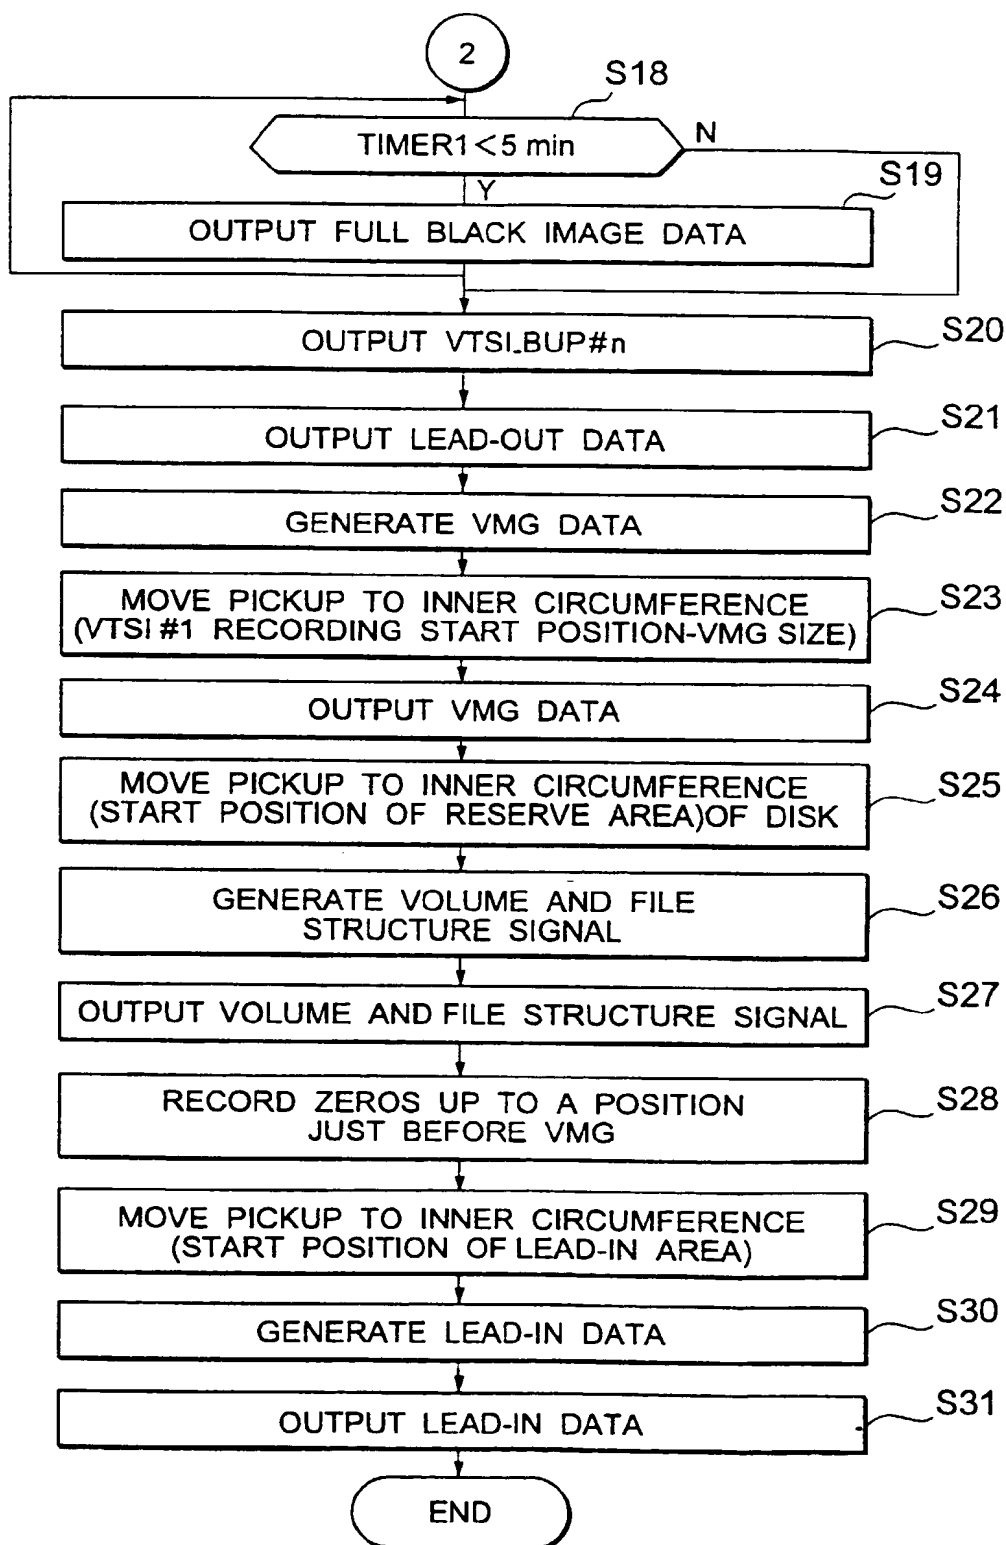 2
S18
TIMER1<5 min
N
Y
S19
OUTPUT FULL BLACK IMAGE DATA
S20
OUTPUT VTSI_BUP#n
S21
OUTPUT LEAD-OUT DATA
S22
GENERATE VMG DATA
S23
MOVE PICKUP TO INNER CIRCUMFERENCE
(VTSI #1 RECORDING START POSITION-VMG SIZE)
S24
OUTPUT VMG DATA
S25
MOVE PICKUP TO INNER CIRCUMFERENCE
(START POSITION OF RESERVE AREA)OF DISK
S26
GENERATE VOLUME AND FILE
STRUCTURE SIGNAL
S27
OUTPUT VOLUME AND FILE STRUCTURE SIGNAL
S28
RECORD ZEROS UP TO A POSITION
JUST BEFORE VMG
S29
MOVE PICKUP TO INNER CIRCUMFERENCE
(START POSITION OF LEAD-IN AREA)
S30
GENERATE LEAD-IN DATA
S31
OUTPUT LEAD-IN DATA
END